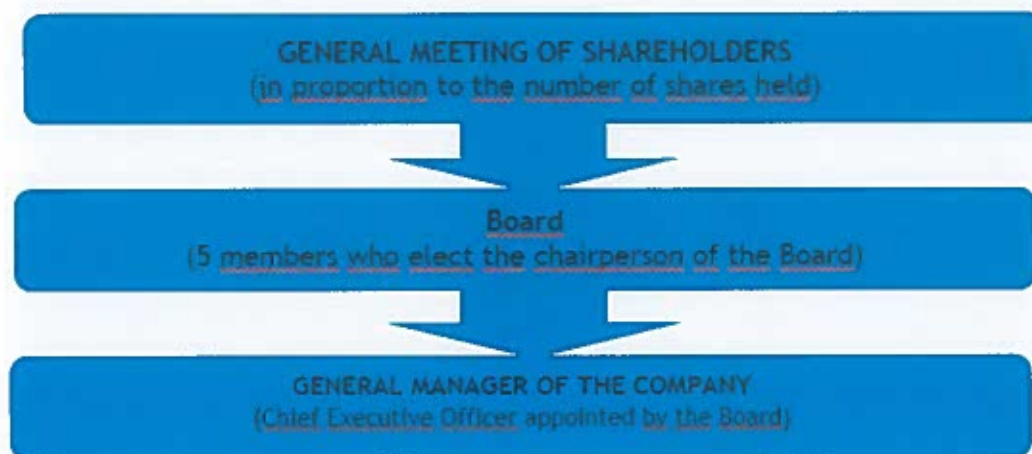 GENERAL MEETING OF SHAREHOLDERS
(in proportion to the number of shares held)
Board
(5 members who elect the chairperson of the Board)
GENERAL MANAGER OF THE COMPANY
(Chief Executive Officer appointed by the Board)